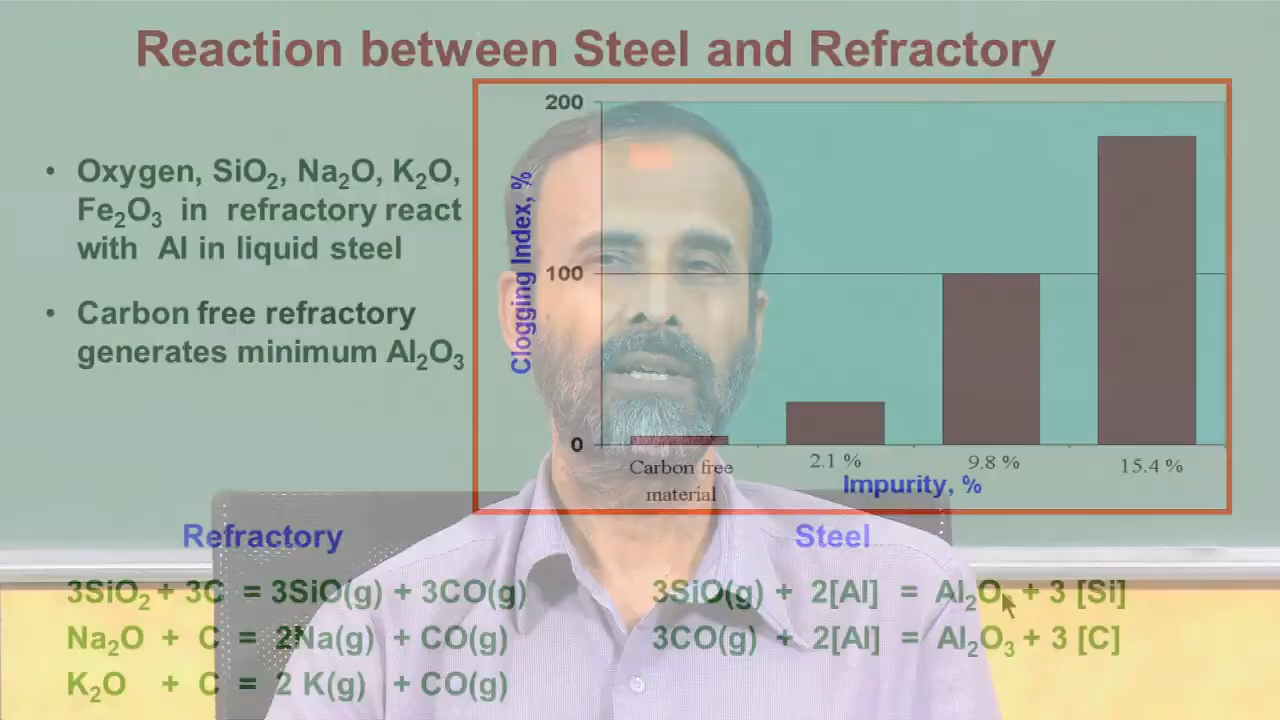 Reaction between Steel and Refractory
• Oxygen, SiO₂, Na₂O, K₂O,
Fe₂O₃ in refractory react
with Al in liquid steel
• Carbon free refractory
generates minimum Al₂O₃
200
100
0
Clogging Index, %
Carbon free
material
2.1 %
9.8 %
15.4 %
Impurity, %
Refractory
3SiO₂ + 3C = 3SiO(g) + 3CO(g)
Na₂O + C = 2Na(g) + CO(g)
K₂O + C = 2 K(g) + CO(g)
Steel
3SiO(g) + 2[Al] = Al₂O₃ + 3 [Si]
3CO(g) + 2[Al] = Al₂O₃ + 3 [C]